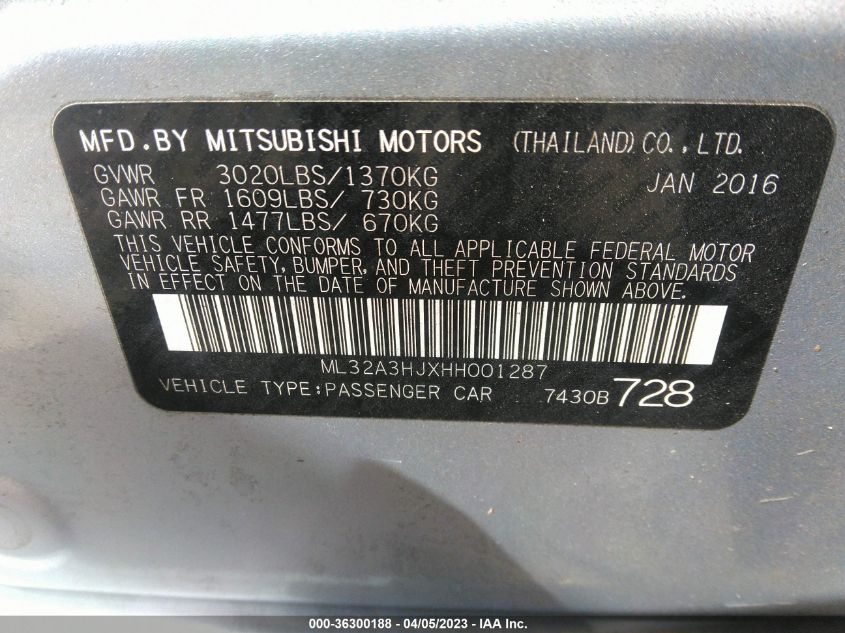 MFD.BY MITSUBISHI MOTORS (THAILAND)CO.,LTD.
GVWR 3020LBS/1370KG JAN 2016
GAWR FR 1609LBS/ 730KG
GAWR RR 1477LBS/ 670KG
THIS VEHICLE CONFORMS TO ALL APPLICABLE FEDERAL MOTOR
VEHICLE SAFETY, BUMPER, AND THEFT PREVENTION STANDARDS
IN EFFECT ON THE DATE OF MANUFACTURE SHOWN ABOVE.
ML32A3HJXHH001287
VEHICLE TYPE:PASSENGER CAR 7430B 728
000-36300188 - 04/05/2023 - IAA Inc.